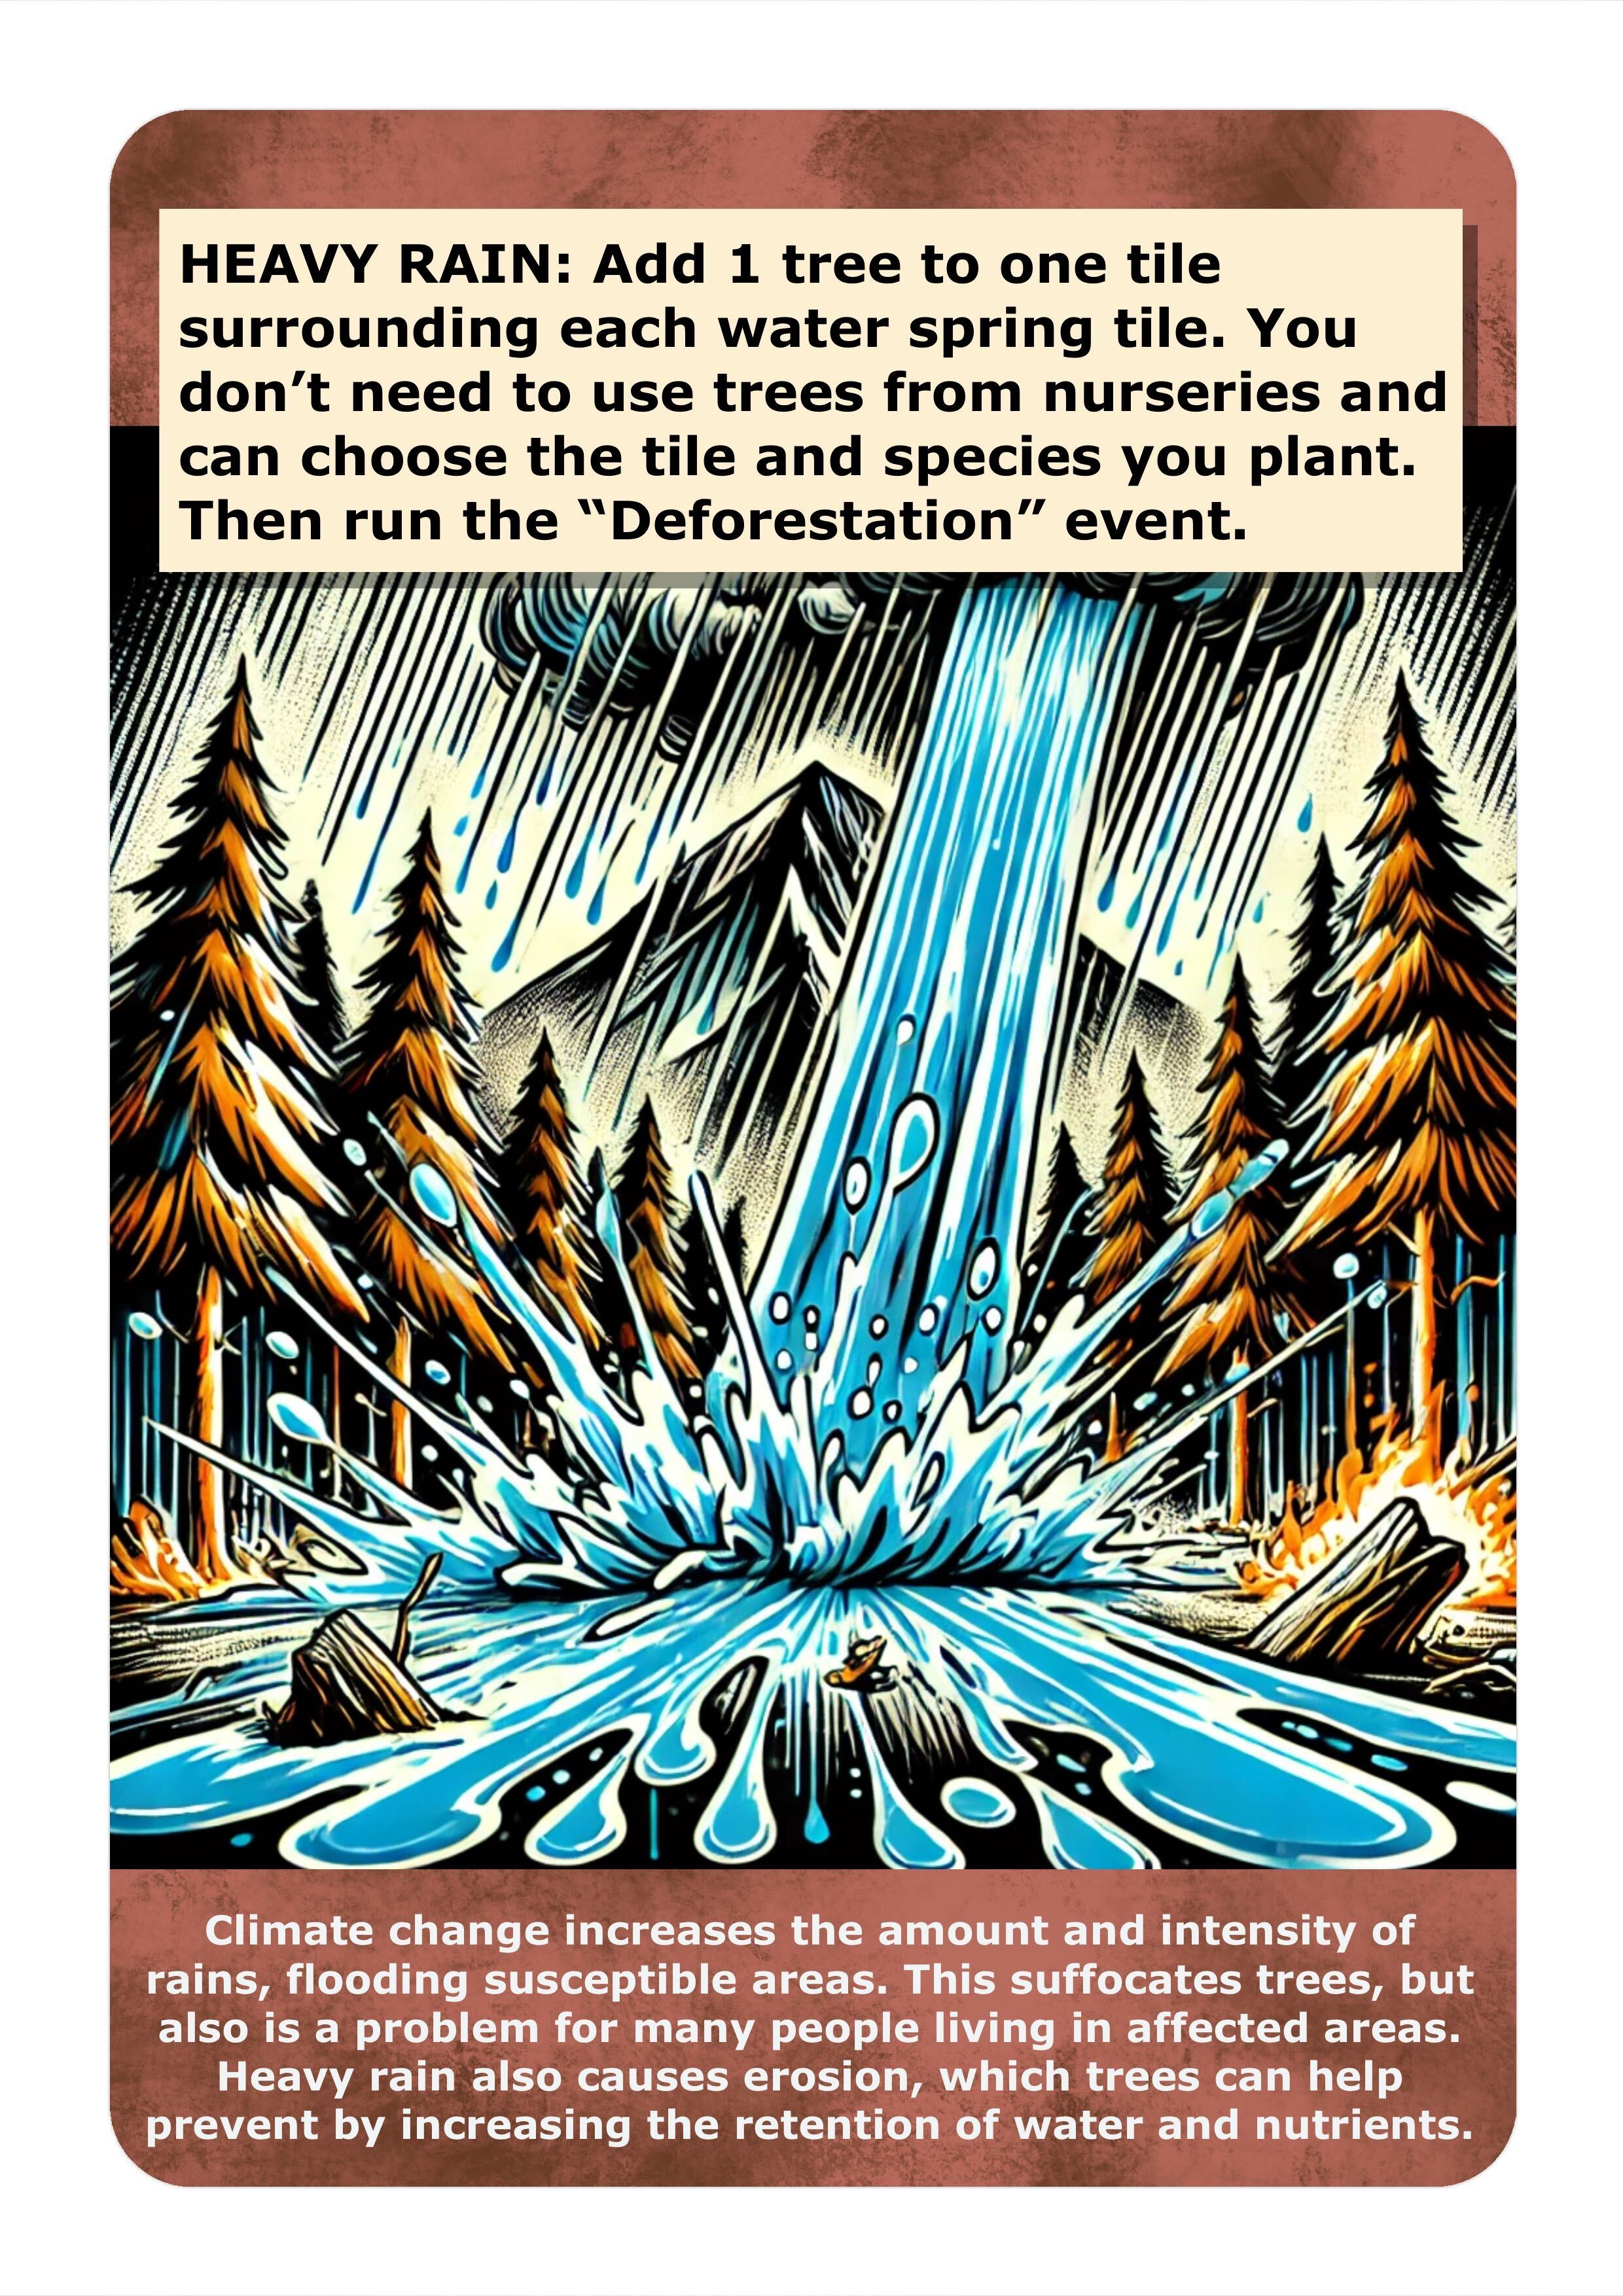 HEAVY RAIN: Add 1 tree to one tile
surrounding each water spring tile. You
don’t need to use trees from nurseries and
can choose the tile and species you plant.
Then run the “Deforestation” event.
Climate change increases the amount and intensity of
rains, flooding susceptible areas. This suffocates trees, but
also is a problem for many people living in affected areas.
Heavy rain also causes erosion, which trees can help
prevent by increasing the retention of water and nutrients.